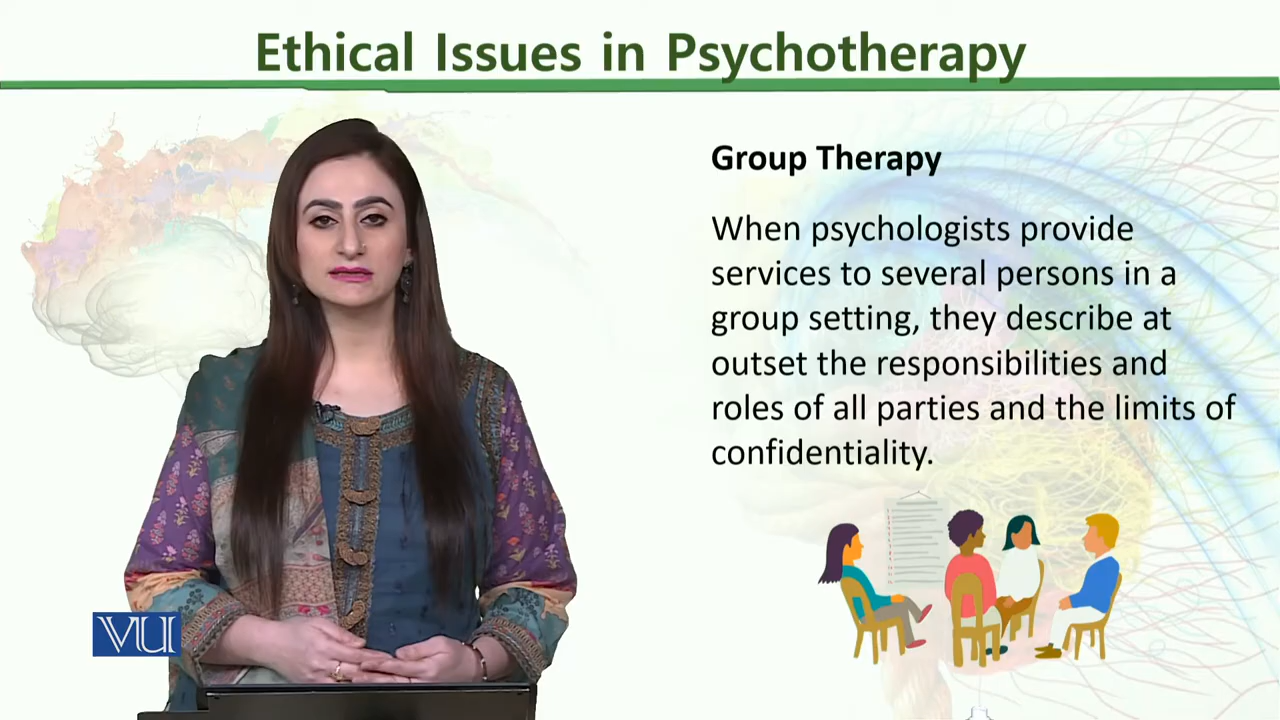 Ethical Issues in Psychotherapy
Group Therapy
When psychologists provide
services to several persons in a
group setting, they describe at
outset the responsibilities and
roles of all parties and the limits of
confidentiality.
VU